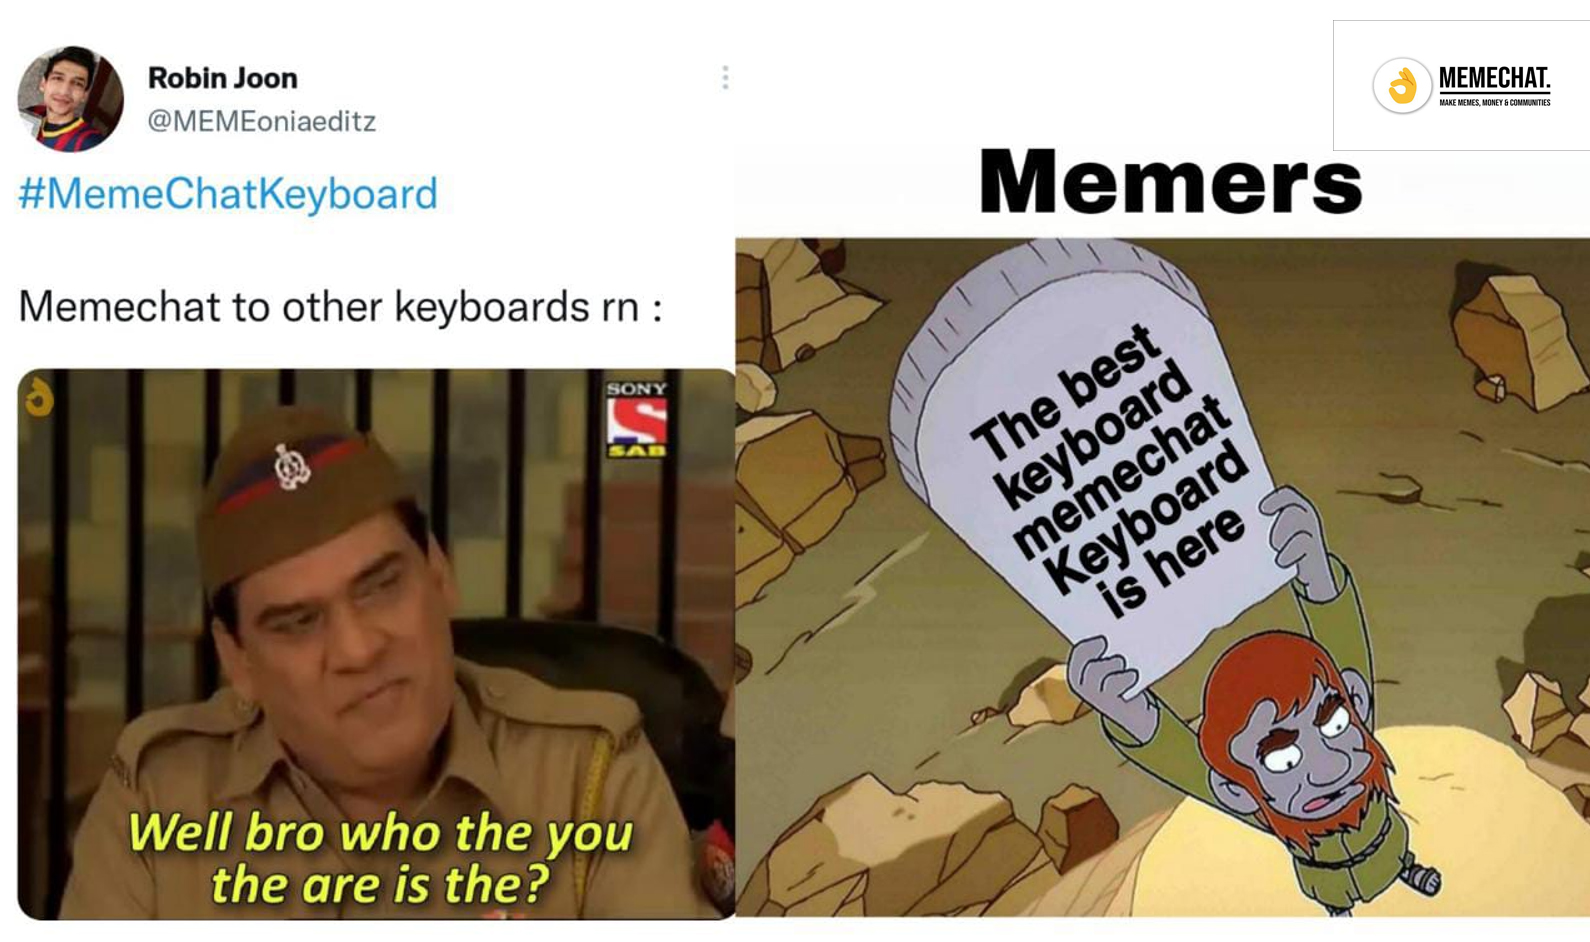 Robin Joon
@MEMEoniaeditz
#MemeChatKeyboard
Memechat to other keyboards rn :
SONY
S
SAB
Well bro who the you
the are is the?
MEMECHAT.
MAKE MEMES, MONEY & COMMUNITIES
Memers
The best
keyboard
memechat
Keyboard
is here